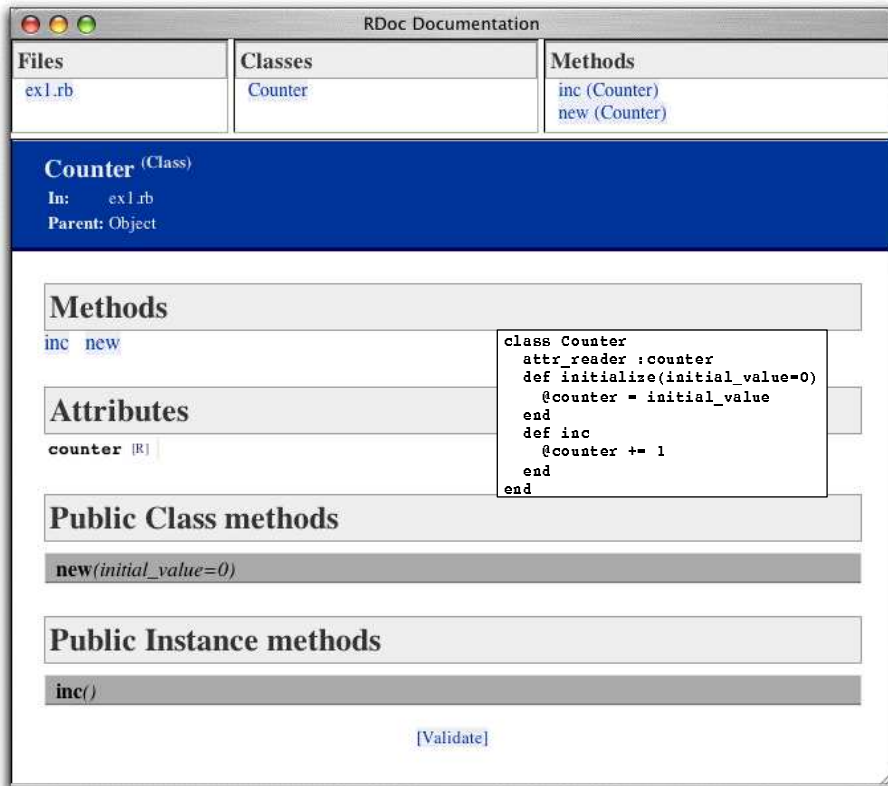 RDoc Documentation
Files
ex1.rb
Classes
Counter
Methods
inc (Counter)
new (Counter)
Counter (Class)
In: ex1.rb
Parent: Object
Methods
inc new
class Counter
  attr_reader :counter
  def initialize(initial_value=0)
    @counter = initial_value
  end
  def inc
    @counter += 1
  end
end
Attributes
counter [R]
Public Class methods
new(initial_value=0)
Public Instance methods
inc()
[Validate]